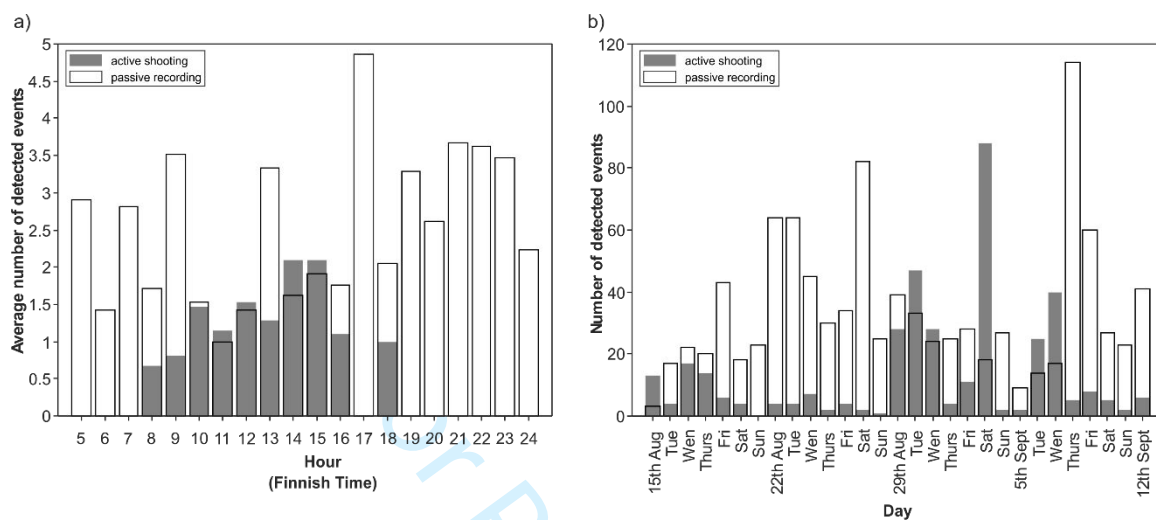 a)
5
4.5
4
3.5
3
2.5
2
1.5
1
0.5
0
Average number of detected events
active shooting
passive recording
5 6 7 8 9 10 11 12 13 14 15 16 17 18 19 20 21 22 23 24
Hour
(Finnish Time)
b)
120
100
80
60
40
20
0
Number of detected events
active shooting
passive recording
15th Aug
Tue
Wen
Thurs
Fri
Sat
Sun
22th Aug
Tue
Wen
Thurs
Fri
Sat
Sun
29th Aug
Tue
Wen
Thurs
Fri
Sat
Sun
5th Sept
Tue
Wen
Thurs
Fri
Sat
Sun
12th Sept
Day